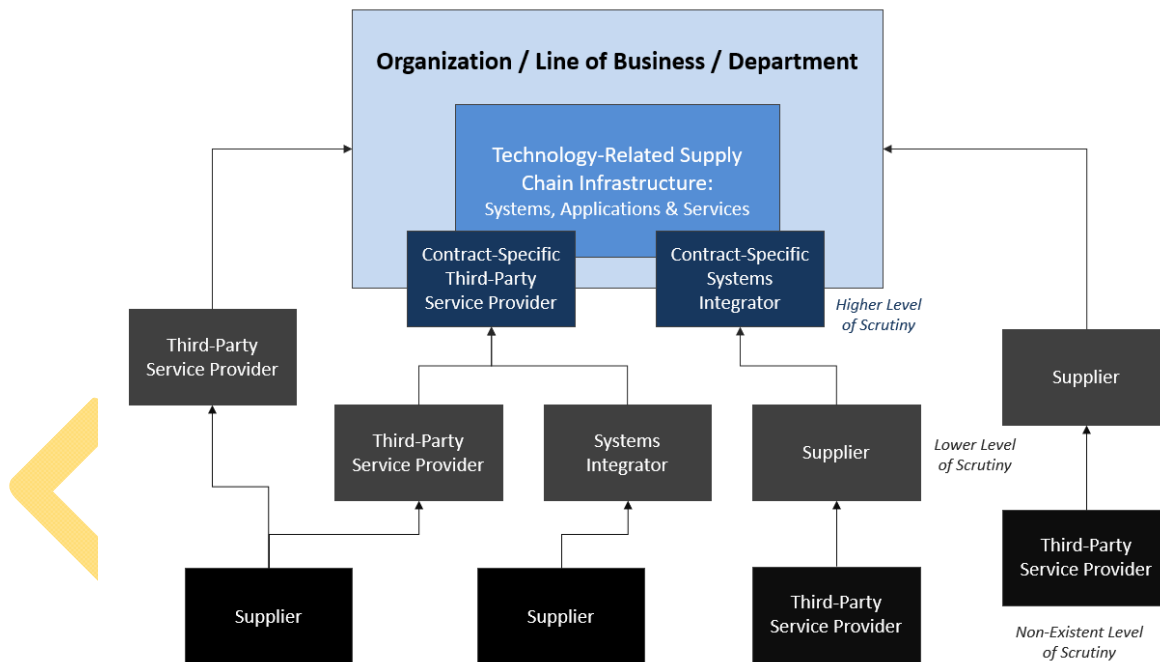 Organization / Line of Business / Department
Technology-Related Supply
Chain Infrastructure:
Systems, Applications & Services
Contract-Specific
Third-Party
Service Provider
Contract-Specific
Systems
Integrator
Higher Level
of Scrutiny
Third-Party
Service Provider
Supplier
Third-Party
Service Provider
Systems
Integrator
Supplier
Lower Level
of Scrutiny
Third-Party
Service Provider
Supplier
Supplier
Third-Party
Service Provider
Non-Existent Level
of Scrutiny